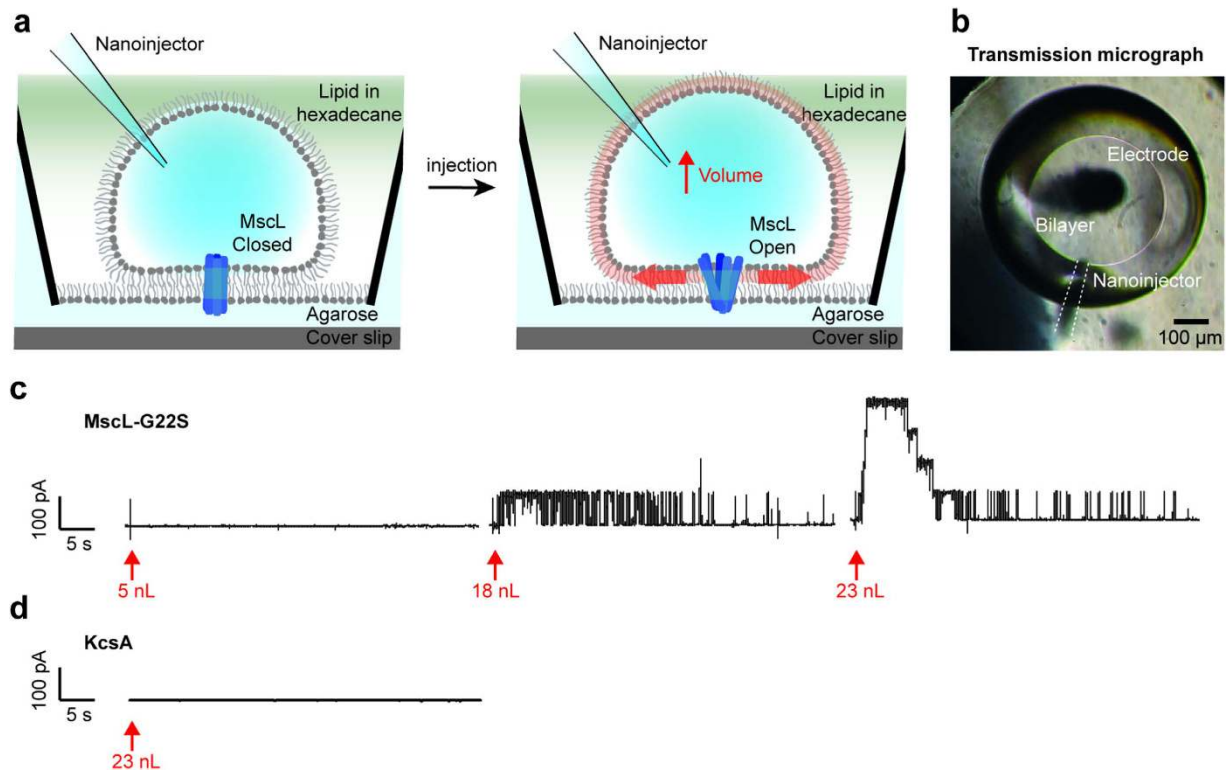 a
Nanoinjector
Lipid in
hexadecane
MscL
Closed
Agarose
Cover slip
injection
Nanoinjector
Lipid in
hexadecane
Volume
MscL
Open
Agarose
Cover slip
b
Transmission micrograph
Electrode
Bilayer
Nanoinjector
100 µm
c
MscL-G22S
100 pA
5 s
5 nL
18 nL
23 nL
d
KcsA
100 pA
5 s
23 nL